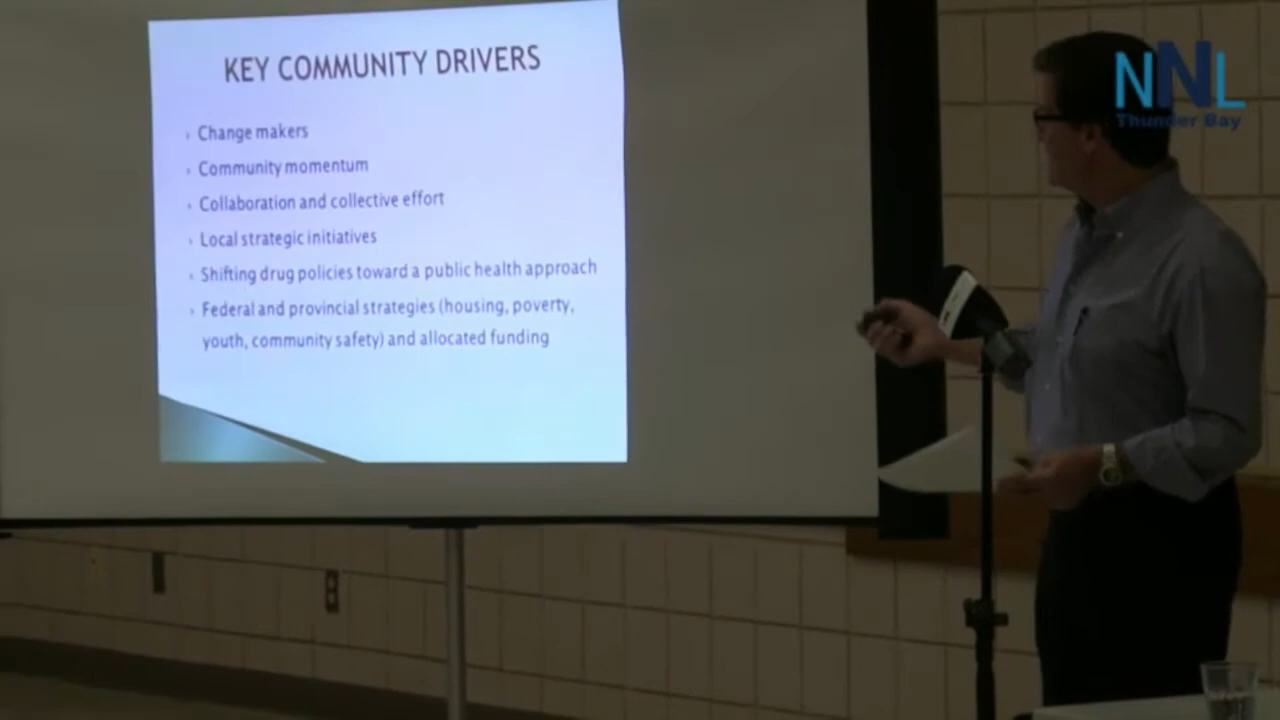 KEY COMMUNITY DRIVERS
Change makers
Community momentum
Collaboration and collective effort
Local strategic initiatives
Shifting drug policies toward a public health approach
Federal and provincial strategies (housing, poverty,
youth, community safety) and allocated funding
NNL
Thunder Bay